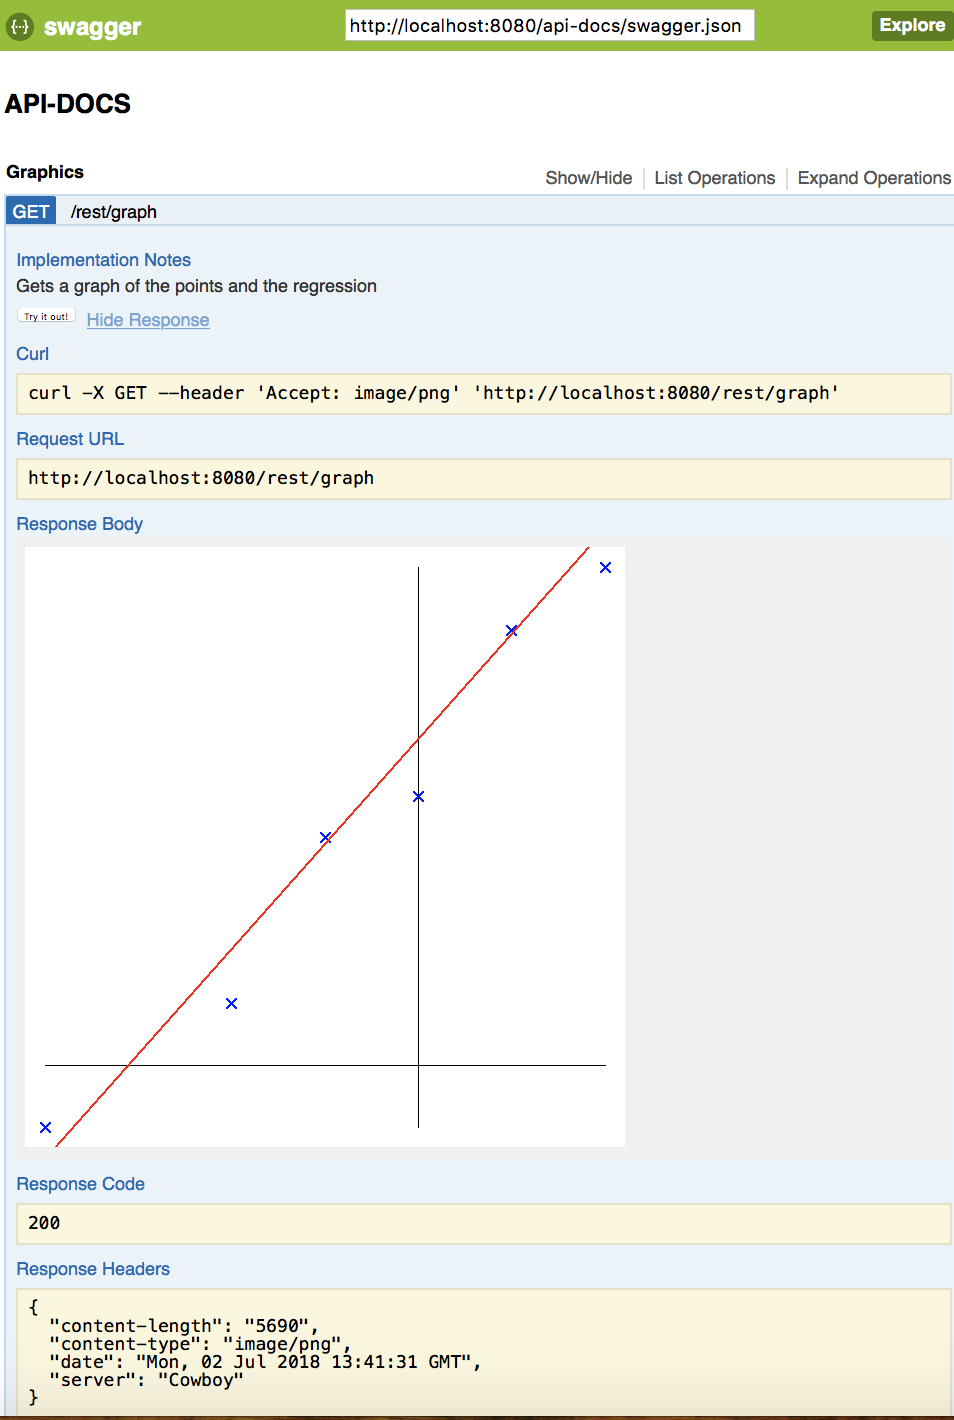 {···} swagger http://localhost:8080/api-docs/swagger.json Explore
API-DOCS
Graphics Show/Hide List Operations Expand Operations
GET /rest/graph
Implementation Notes
Gets a graph of the points and the regression
Try it out! Hide Response
Curl
curl -X GET --header 'Accept: image/png' 'http://localhost:8080/rest/graph'
Request URL
http://localhost:8080/rest/graph
Response Body
Response Code
200
Response Headers
{
"content-length": "5690",
"content-type": "image/png",
"date": "Mon, 02 Jul 2018 13:41:31 GMT",
"server": "Cowboy"
}